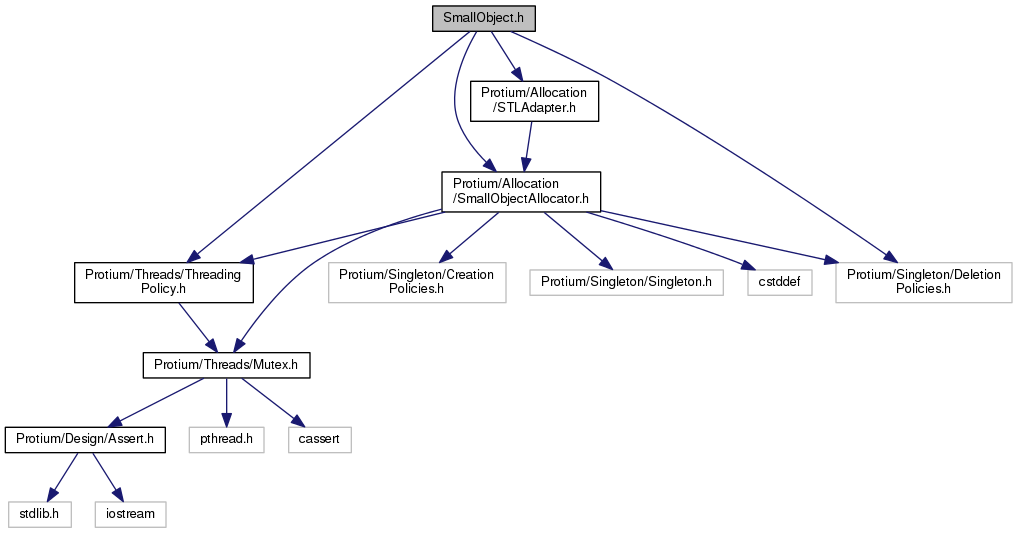 SmallObject.h
Protium/Allocation
/STLAdapter.h
Protium/Allocation
/SmallObjectAllocator.h
Protium/Threads/Threading
Policy.h
Protium/Singleton/Creation
Policies.h
Protium/Singleton/Singleton.h
cstddef
Protium/Singleton/Deletion
Policies.h
Protium/Threads/Mutex.h
Protium/Design/Assert.h
pthread.h
cassert
stdlib.h
iostream